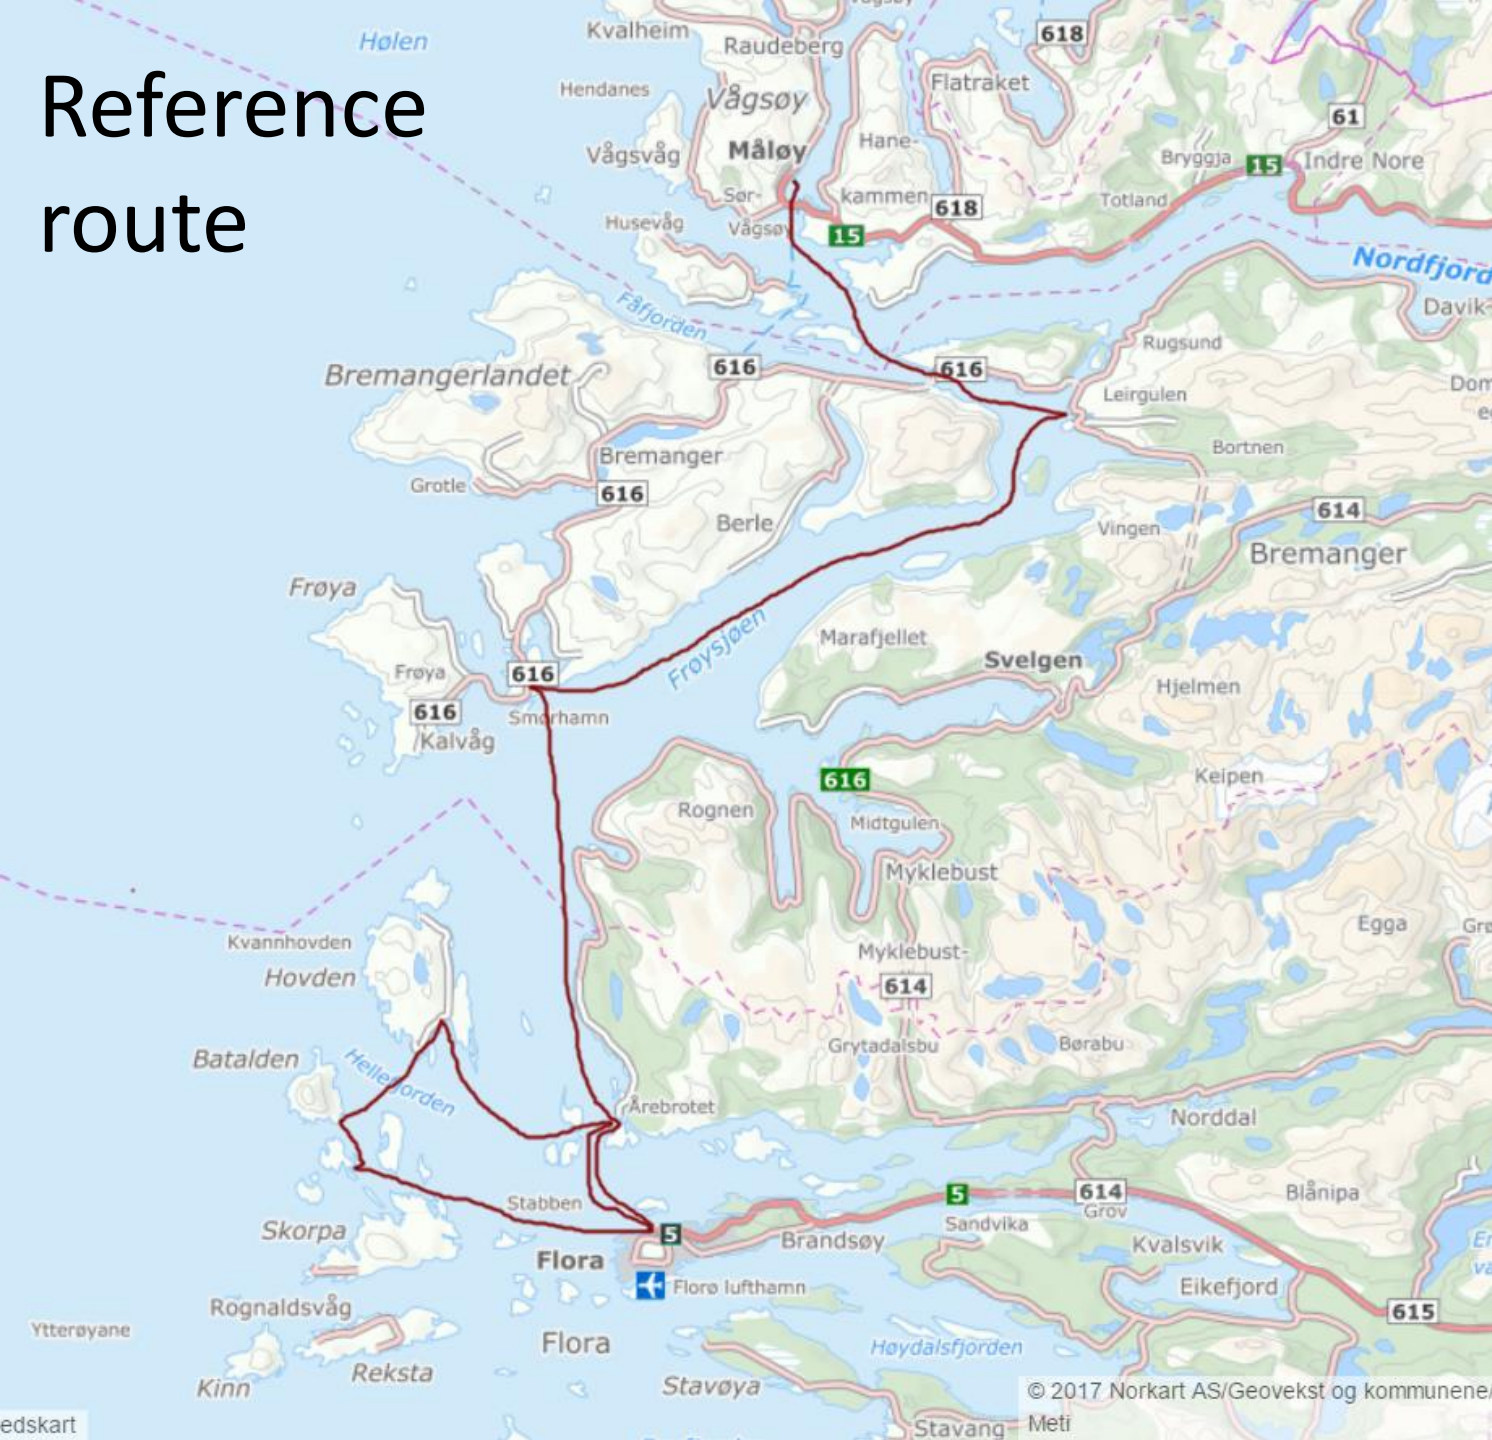 Reference
route
Hølen
Kvalheim
Raudeberg
618
Flatraket
Hendanes
Vågsøy
61
Vågsvåg
Måløy
Hane-
kammen
Bryggja
15
Indre Nore
Sør-
Vågsøy
618
Totland
Husevåg
15
Nordfjord
Fåfjorden
Davik-
Rugsund
Bremangerlandet
616
616
Leirgulen
Bremanger
Bortnen
Grotle
616
Berle
Vingen
614
Bremanger
Frøya
Frøysjøen
Marafjellet
Svelgen
Frøya
616
Hjelmen
616
Smørhamn
Kalvåg
616
Keipen
Rognen
Midtgulen
Myklebust
Egga
Kvannhovden
Hovden
Myklebust-
614
Batalden
Hellefjorden
Grytadalsbu
Børabu
Årebrotet
Norddal
Stabben
5
614
Grov
Blånipa
Skorpa
5
Sandvika
Flora
Brandsøy
Kvalsvik
Florø lufthamn
Eikefjord
Rognaldsvåg
615
Ytterøyane
Flora
Høydalsfjorden
Reksta
Kinn
Stavøya
© 2017 Norkart AS/Geovekst og kommunene/
Meti
edskart
Stavang